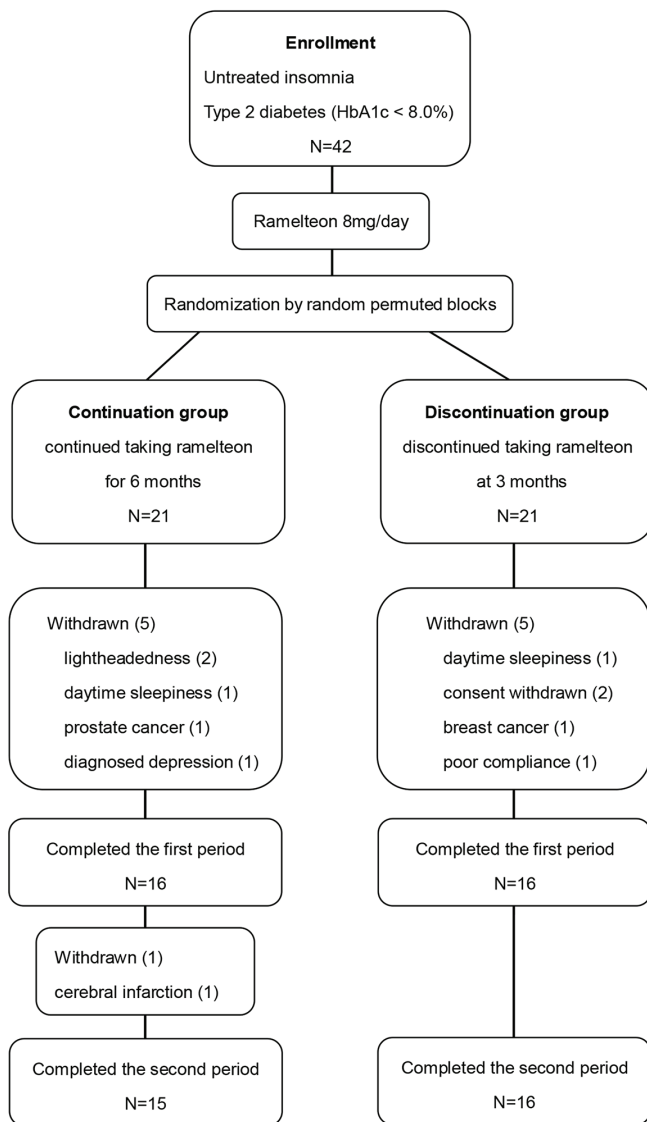 Enrollment
Untreated insomnia
Type 2 diabetes (HbA1c < 8.0%)
N=42
Ramelteon 8mg/day
Randomization by random permuted blocks
Continuation group
continued taking ramelteon
for 6 months
N=21
Discontinuation group
discontinued taking ramelteon
at 3 months
N=21
Withdrawn (5)
lightheadedness (2)
daytime sleepiness (1)
prostate cancer (1)
diagnosed depression (1)
Withdrawn (5)
daytime sleepiness (1)
consent withdrawn (2)
breast cancer (1)
poor compliance (1)
Completed the first period
N=16
Completed the first period
N=16
Withdrawn (1)
cerebral infarction (1)
Completed the second period
N=15
Completed the second period
N=16